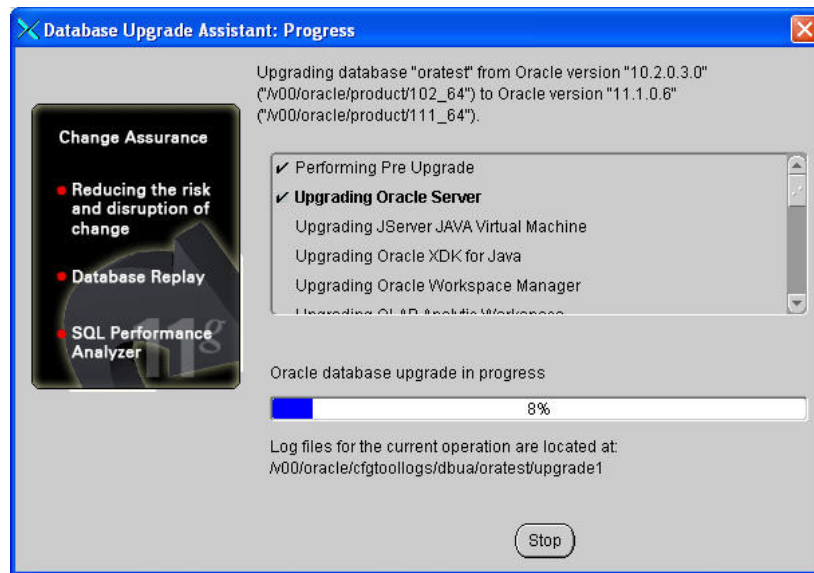 Database Upgrade Assistant: Progress
Upgrading database "oratest" from Oracle version "10.2.0.3.0"
("/v00/oracle/product/102_64") to Oracle version "11.1.0.6"
("/v00/oracle/product/111_64").
Change Assurance
Reducing the risk
and disruption of
change
Database Replay
SQL Performance
Analyzer
11g
✔ Performing Pre Upgrade
✔ Upgrading Oracle Server
Upgrading JServer JAVA Virtual Machine
Upgrading Oracle XDK for Java
Upgrading Oracle Workspace Manager
Upgrading OLAP Analytic Workspace
Oracle database upgrade in progress
8%
Log files for the current operation are located at:
/v00/oracle/cfgtoollogs/dbua/oratest/upgrade1
Stop